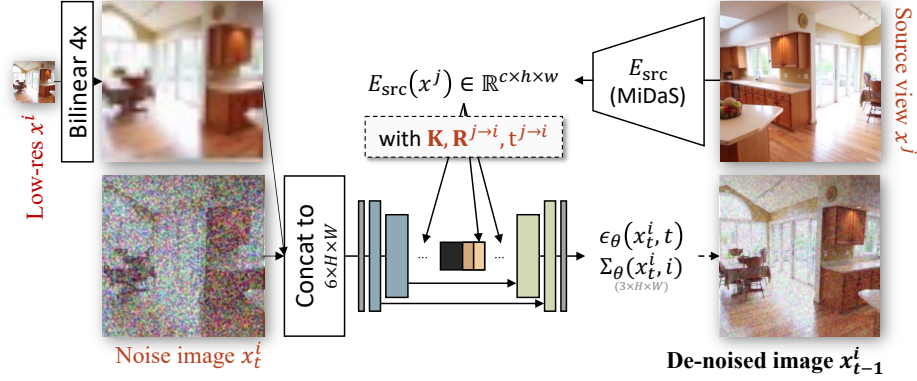 Low-res x^i
Bilinear 4x
E_src(x^j) ∈ ℝ^{c×h×w}
E_src
(MiDaS)
Source view x^j
with K, R^{j→i}, t^{j→i}
Noise image x_t^i
Concat to
6×H×W
...
...
ϵ_θ(x_t^i, t)
Σ_θ(x_t^i, i)
(3×H×W)
De-noised image x_{t-1}^i